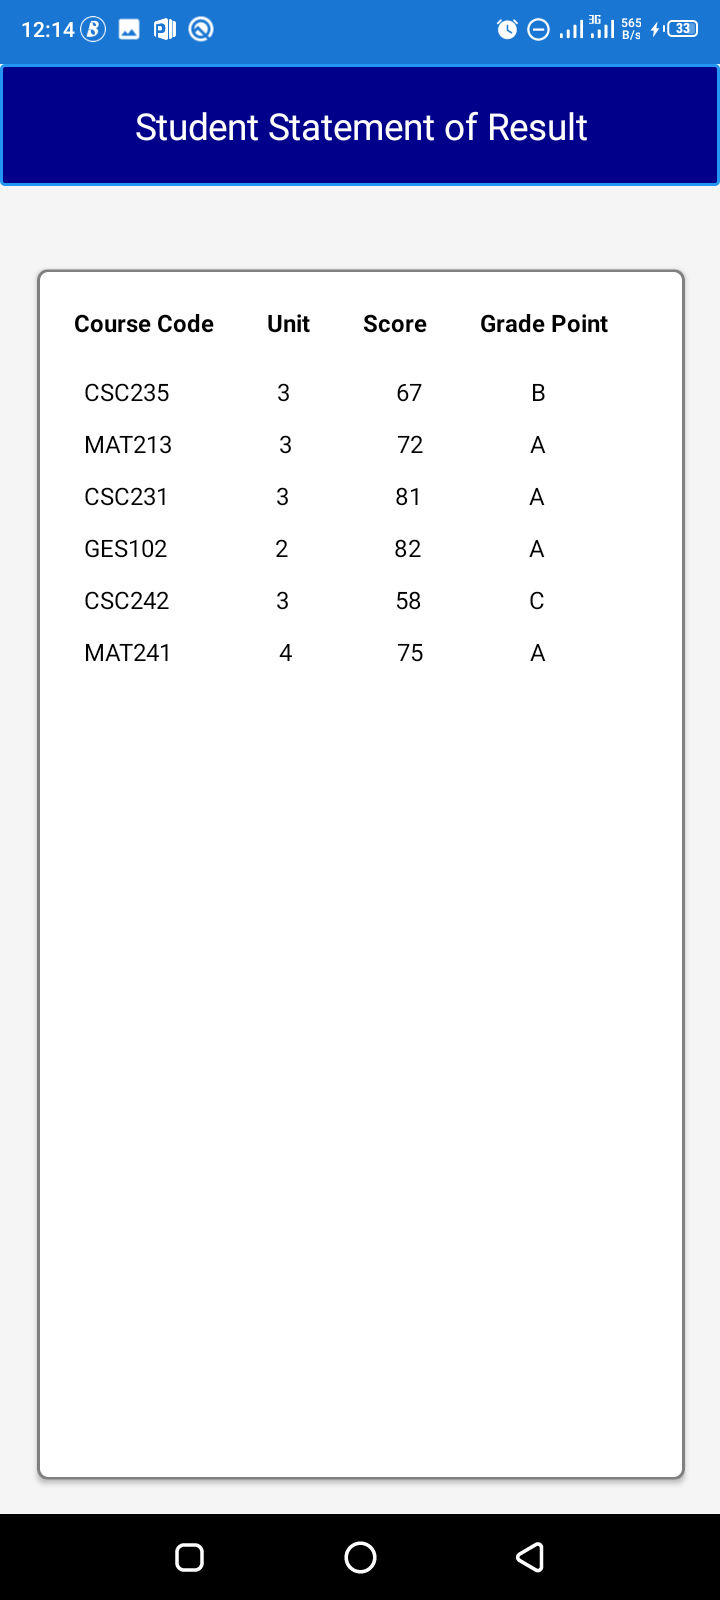 12:14 3G 565 B/s 33
Student Statement of Result
Course Code Unit Score Grade Point
CSC235 3 67 B
MAT213 3 72 A
CSC231 3 81 A
GES102 2 82 A
CSC242 3 58 C
MAT241 4 75 A